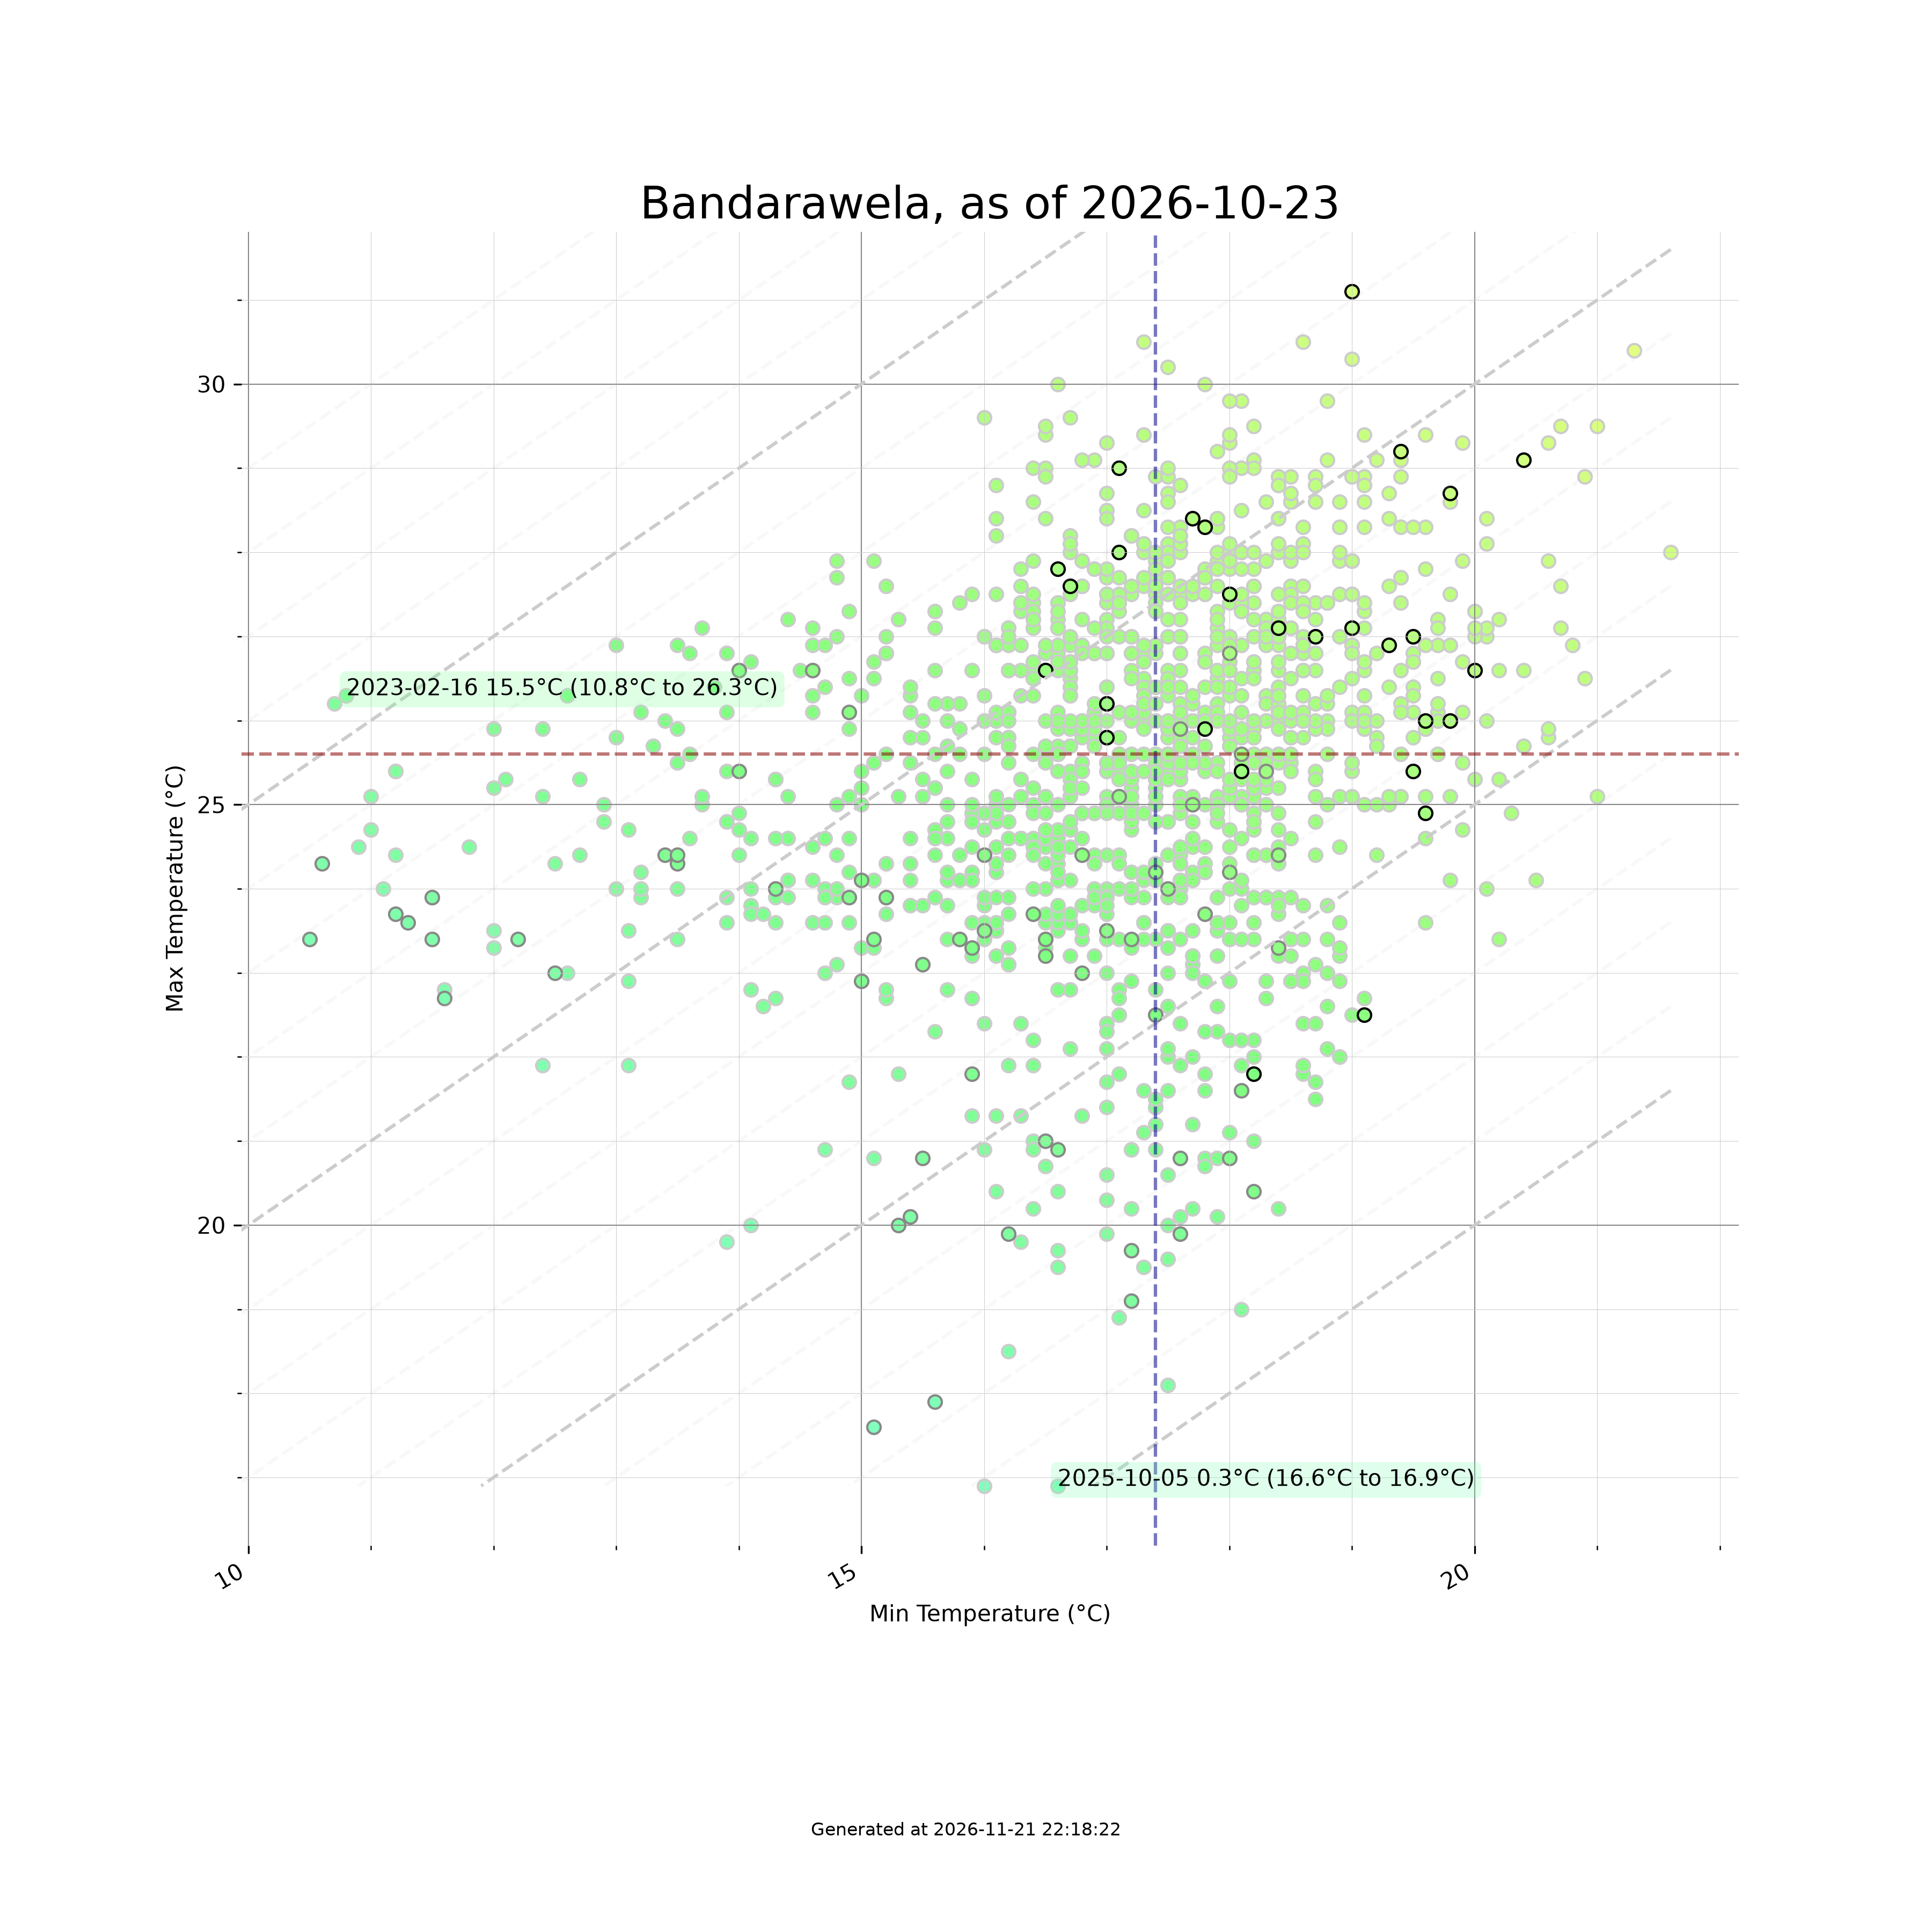 Bandarawela, as of 2026-10-23
30
2023-02-16 15.5°C (10.8°C to 26.3°C)
25
Max Temperature (°C)
20
2025-10-05 0.3°C (16.6°C to 16.9°C)
10
15
20
Min Temperature (°C)
Generated at 2026-11-21 22:18:22